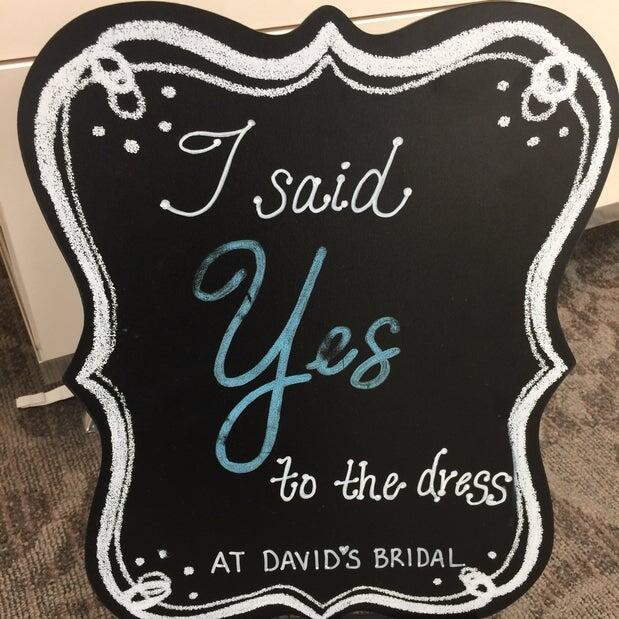 I said
Yes
to the dress
AT DAVID'S BRIDAL